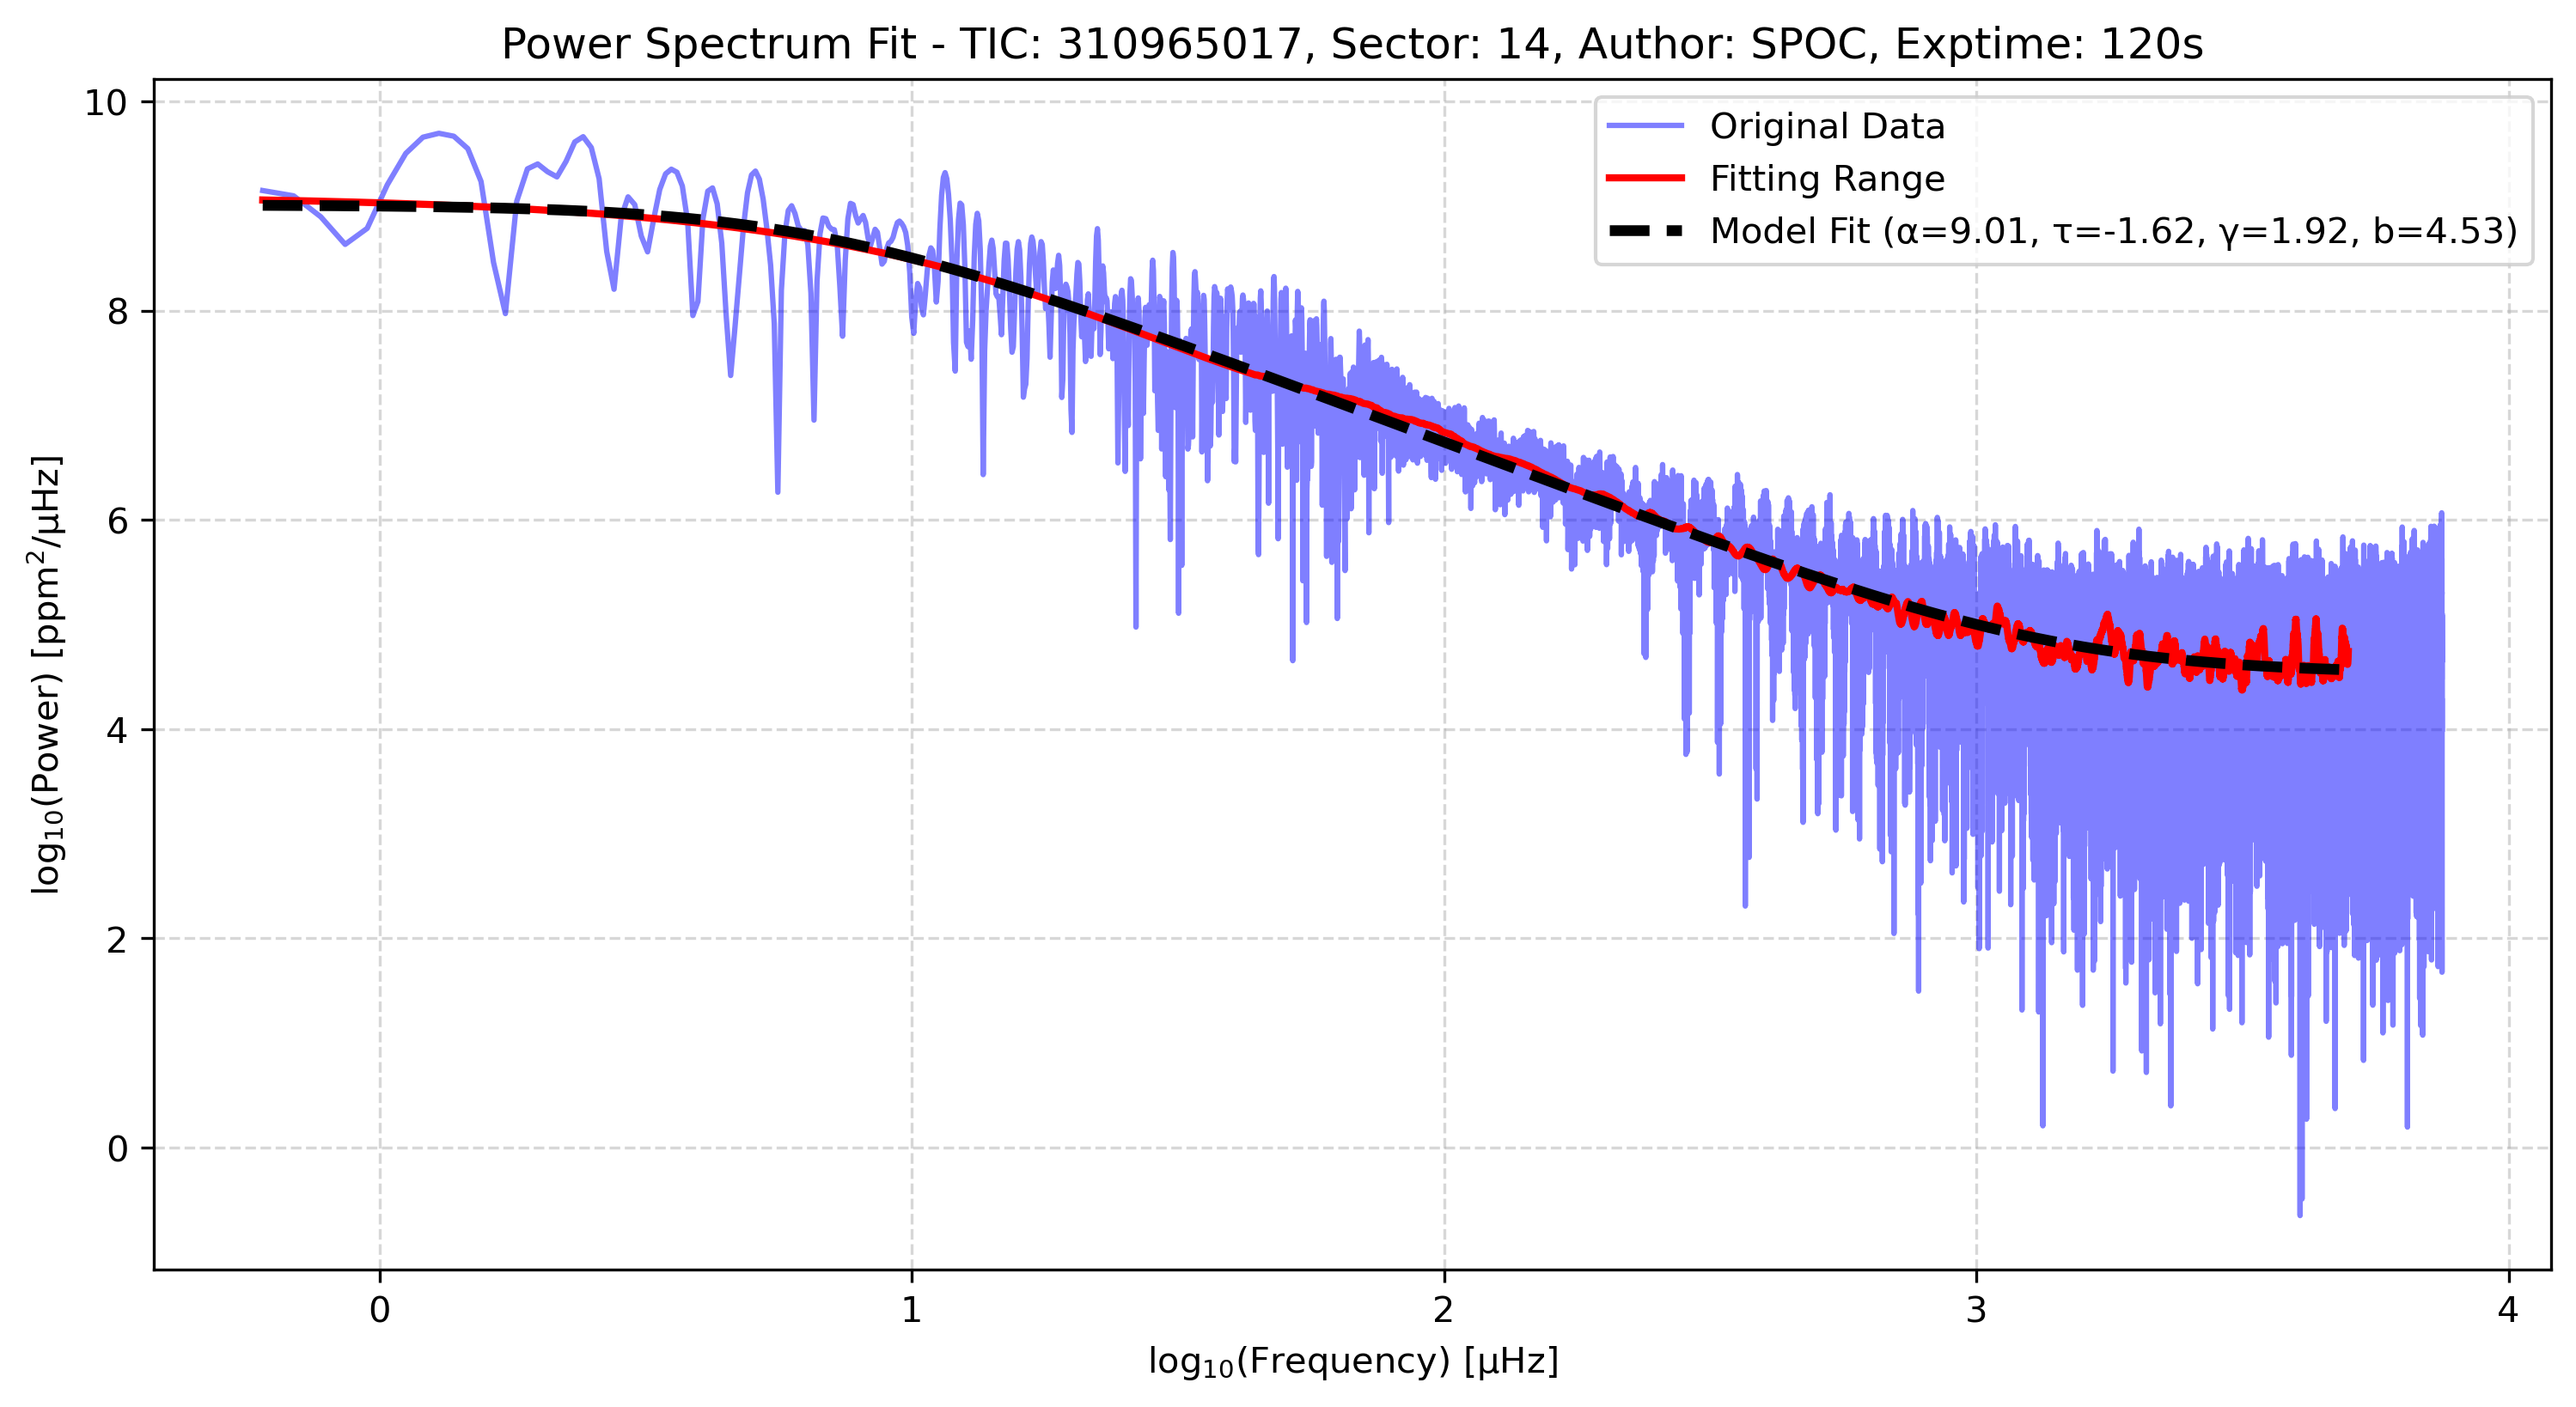 Power Spectrum Fit - TIC: 310965017, Sector: 14, Author: SPOC, Exptime: 120s
Original Data
Fitting Range
Model Fit (α=9.01, τ=-1.62, γ=1.92, b=4.53)
log₁₀(Power) [ppm²/μHz]
10
8
6
4
2
0
0 1 2 3 4
log₁₀(Frequency) [μHz]